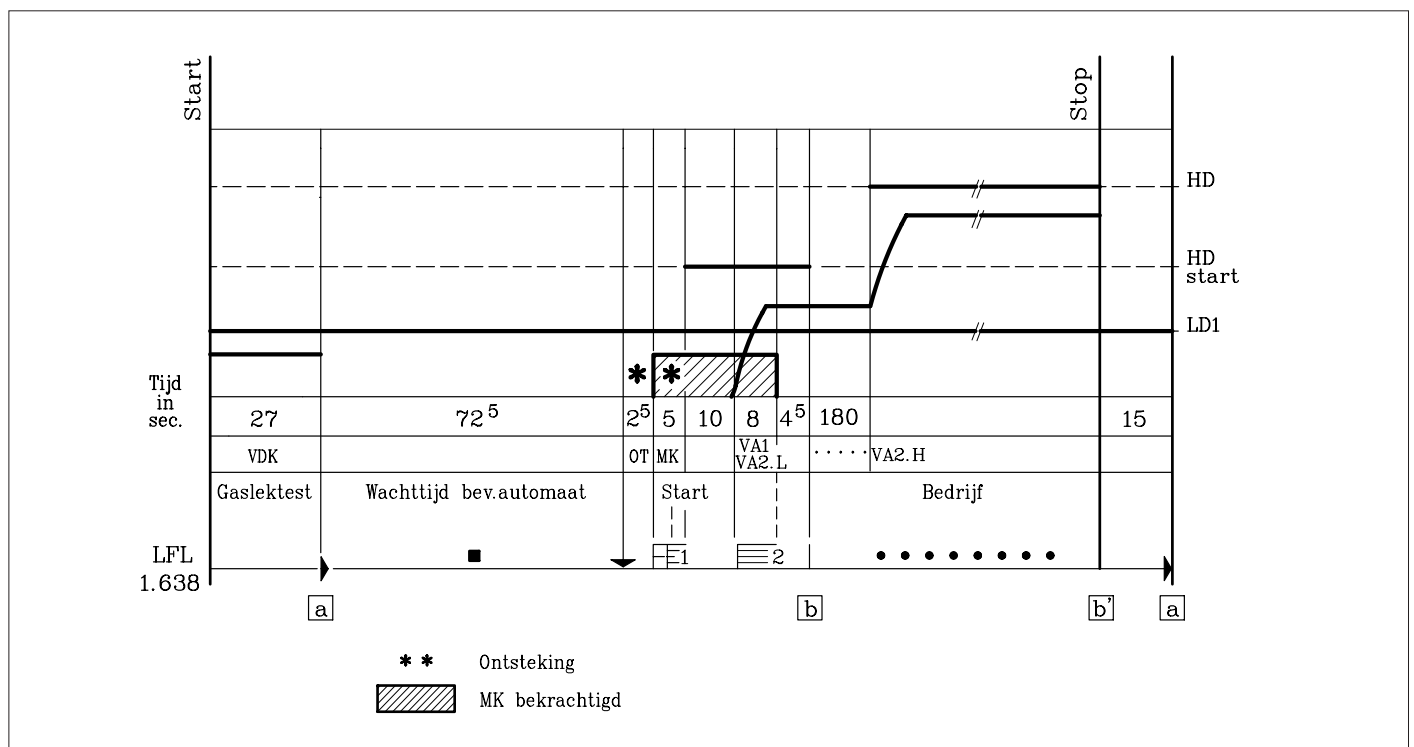 Start
Stop
HD
HD
start
LD1
Tijd
in
sec.
27
72⁵
2⁵
5
10
8
4⁵
180
15
VDK
OT
MK
VA1
VA2.L
VA2.H
Gaslektest
Wachttijd bev.automaat
Start
Bedrijf
LFL
1.638
1
2
a
b
b'
a
** Ontsteking
MK bekrachtigd